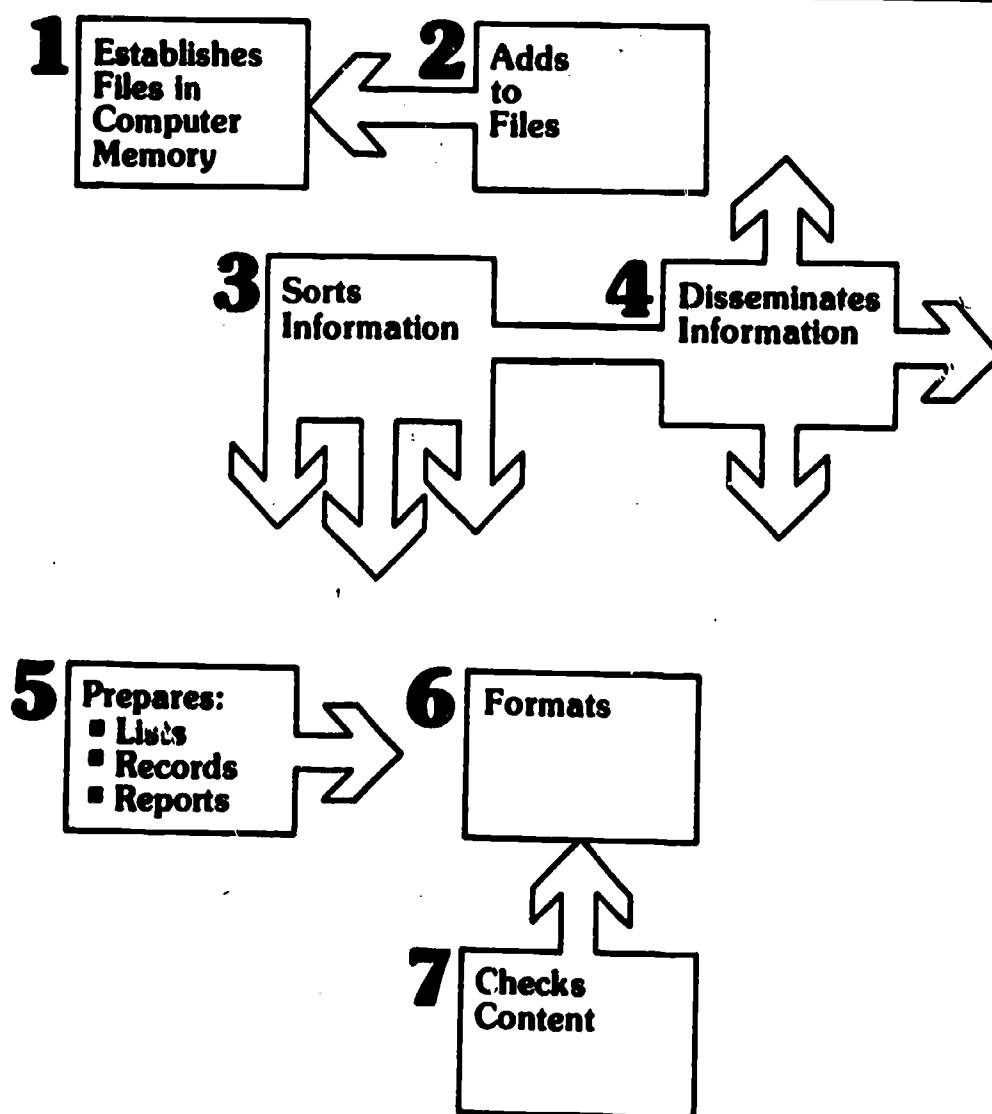 1 Establishes
Files in
Computer
Memory
2 Adds
to
Files
3 Sorts
Information
4 Disseminates
Information
5 Prepares:
▪ Lists
▪ Records
▪ Reports
6 Formats
7 Checks
Content